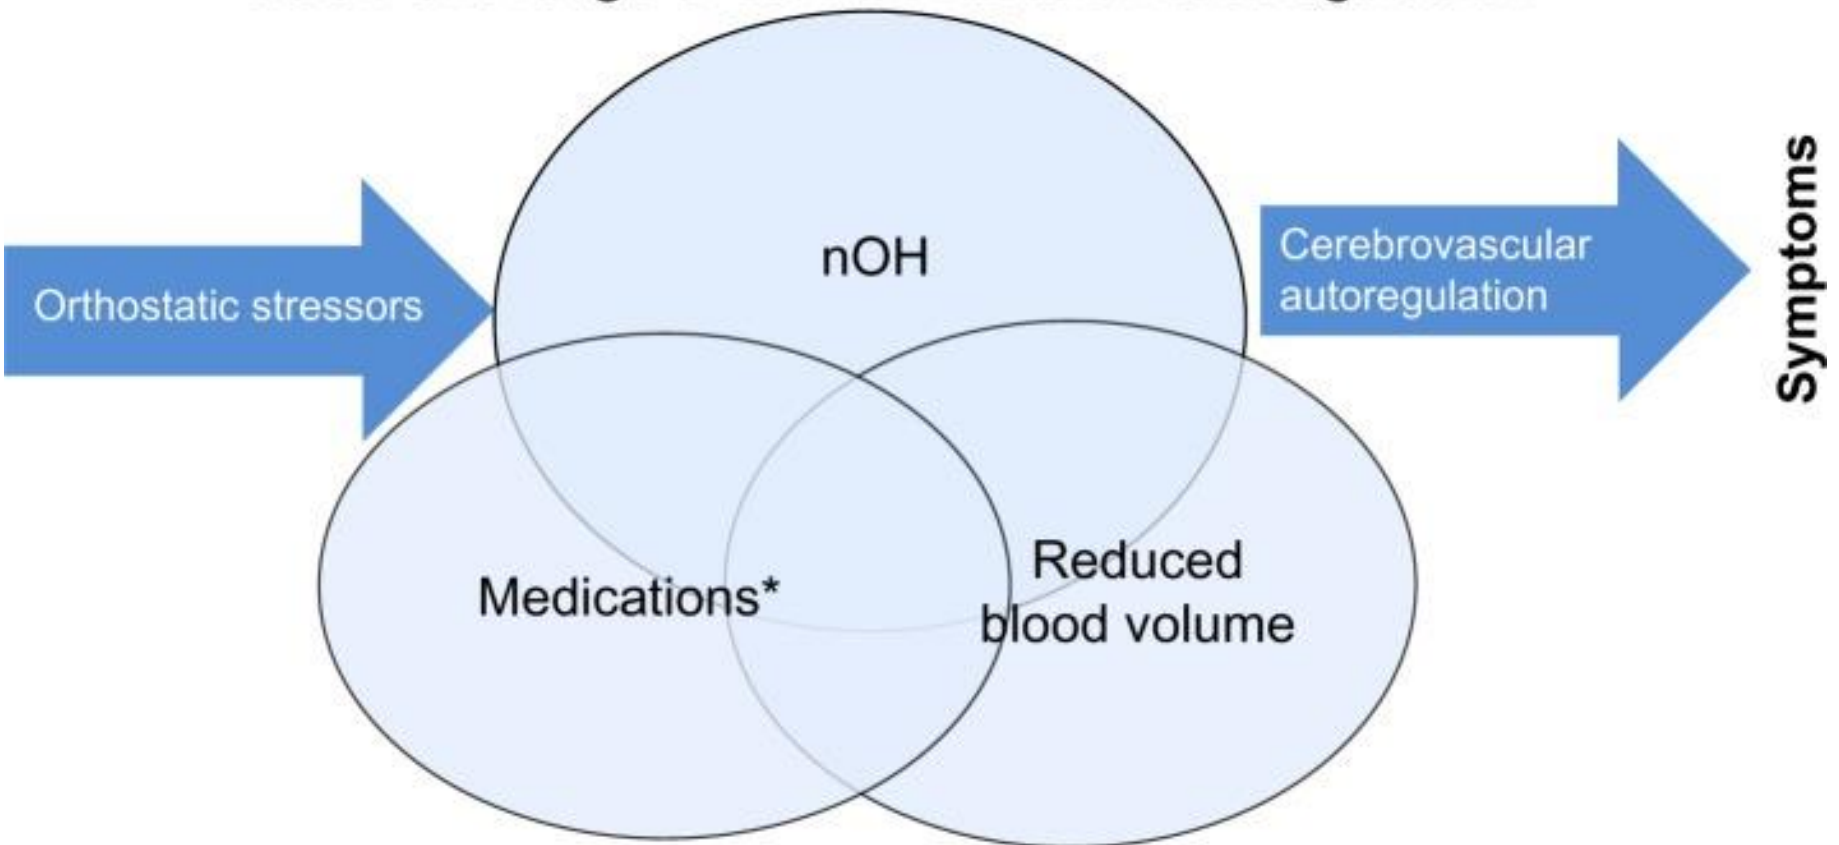 Orthostatic stressors
nOH
Cerebrovascular
autoregulation
Symptoms
Medications*
Reduced
blood volume